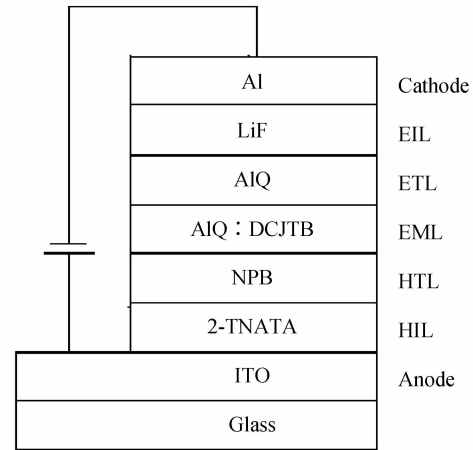 Al Cathode
LiF EIL
AlQ ETL
AlQ：DCJTB EML
NPB HTL
2-TNATA HIL
ITO Anode
Glass